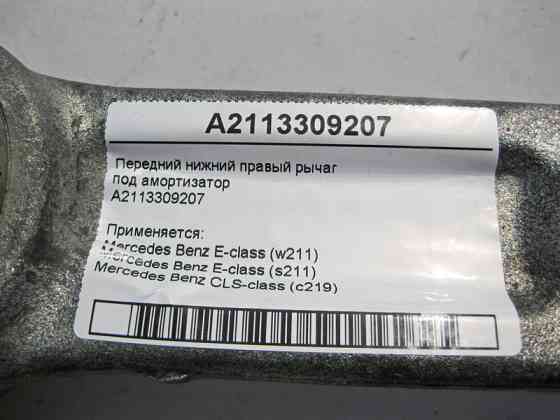 A2113309207
Передний нижний правый рычаг
под амортизатор
A2113309207
Применяется:
Mercedes Benz E-class (w211)
Mercedes Benz E-class (s211)
Mercedes Benz CLS-class (c219)